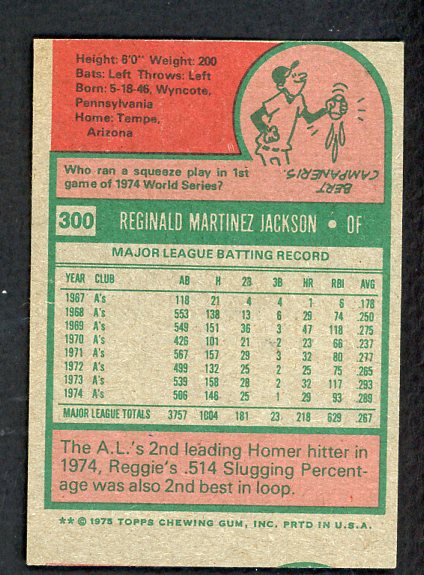 Height: 6'0" Weight: 200
Bats: Left Throws: Left
Born: 5-18-46, Wyncote,
Pennsylvania
Home: Tempe,
Arizona
Who ran a squeeze play in 1st
game of 1974 World Series?
BERT
CAMPANERIS.
300 REGINALD MARTINEZ JACKSON • OF
MAJOR LEAGUE BATTING RECORD
YEAR CLUB AB H 2B 3B HR RBI AVG
1967 A's 118 21 4 4 1 6 .178
1968 A's 553 138 13 6 29 74 .250
1969 A's 549 151 36 3 47 118 .275
1970 A's 426 101 21 2 23 66 .237
1971 A's 567 157 29 3 32 80 .277
1972 A's 499 132 25 2 25 75 .265
1973 A's 539 158 28 2 32 117 .293
1974 A's 506 146 25 1 29 93 .289
MAJOR LEAGUE TOTALS 3757 1004 181 23 218 629 .267
The A.L.'s 2nd leading Homer hitter in
1974, Reggie's .514 Slugging Percent-
age was also 2nd best in loop.
** © 1975 TOPPS CHEWING GUM, INC. PRTD IN U.S.A.